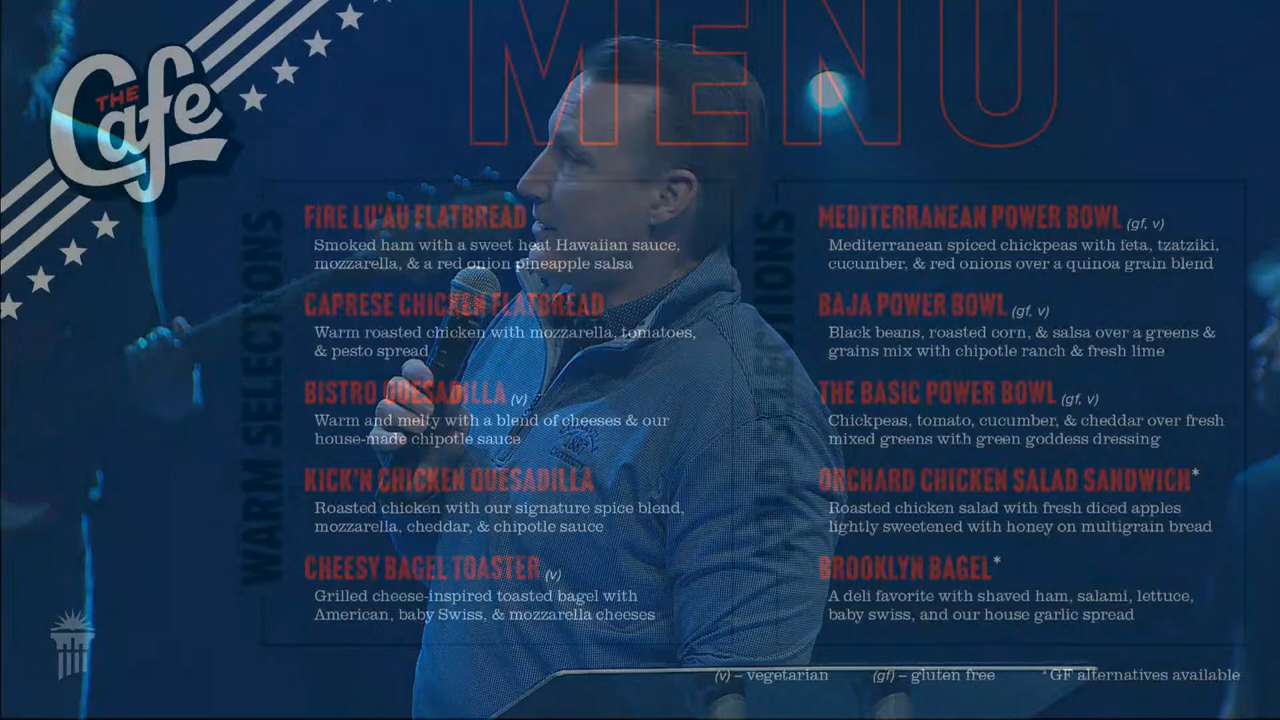 THE
Cafe
MENU
WARM SELECTIONS
FIRE LU'AU FLATBREAD
Smoked ham with a sweet heat Hawaiian sauce,
mozzarella, & a red onion pineapple salsa
CAPRESE CHICKEN FLATBREAD
Warm roasted chicken with mozzarella, tomatoes,
& pesto spread
BISTRO QUESADILLA (v)
Warm and melty with a blend of cheeses & our
house-made chipotle sauce
KICK'N CHICKEN QUESADILLA
Roasted chicken with our signature spice blend,
mozzarella, cheddar, & chipotle sauce
CHEESY BAGEL TOASTER (v)
Grilled cheese-inspired toasted bagel with
American, baby Swiss, & mozzarella cheeses
SELECTIONS
MEDITERRANEAN POWER BOWL (gf, v)
Mediterranean spiced chickpeas with feta, tzatziki,
cucumber, & red onions over a quinoa grain blend
BAJA POWER BOWL (gf, v)
Black beans, roasted corn, & salsa over a greens &
grains mix with chipotle ranch & fresh lime
THE BASIC POWER BOWL (gf, v)
Chickpeas, tomato, cucumber, & cheddar over fresh
mixed greens with green goddess dressing
ORCHARD CHICKEN SALAD SANDWICH*
Roasted chicken salad with fresh diced apples
lightly sweetened with honey on multigrain bread
BROOKLYN BAGEL*
A deli favorite with shaved ham, salami, lettuce,
baby swiss, and our house garlic spread
(v) – vegetarian (gf) – gluten free *GF alternatives available